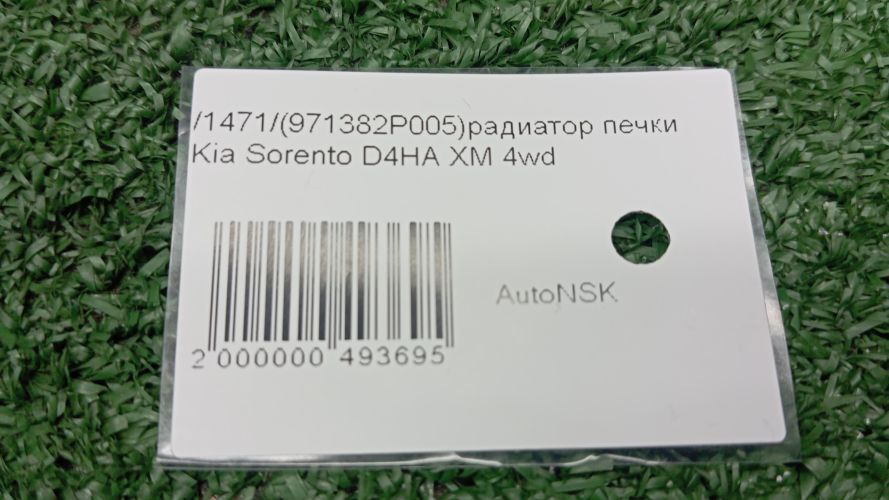 /1471/(971382P005)радиатор печки
Kia Sorento D4HA XM 4wd
AutoNSK
2 000000 493695